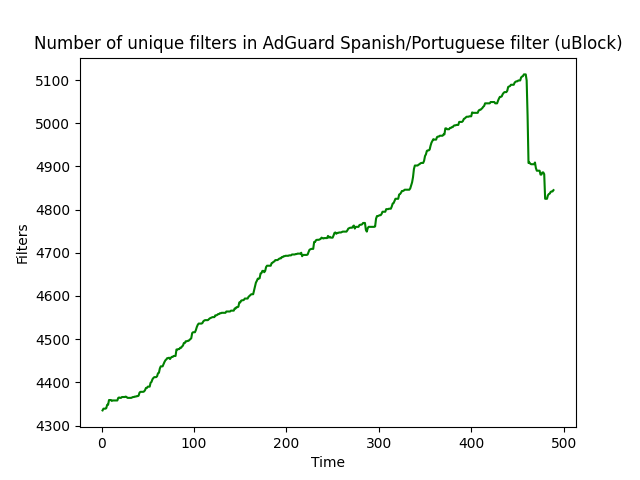 Number of unique filters in AdGuard Spanish/Portuguese filter (uBlock)
5100
5000
4900
4800
4700
4600
4500
4400
4300
Filters
0 100 200 300 400 500
Time